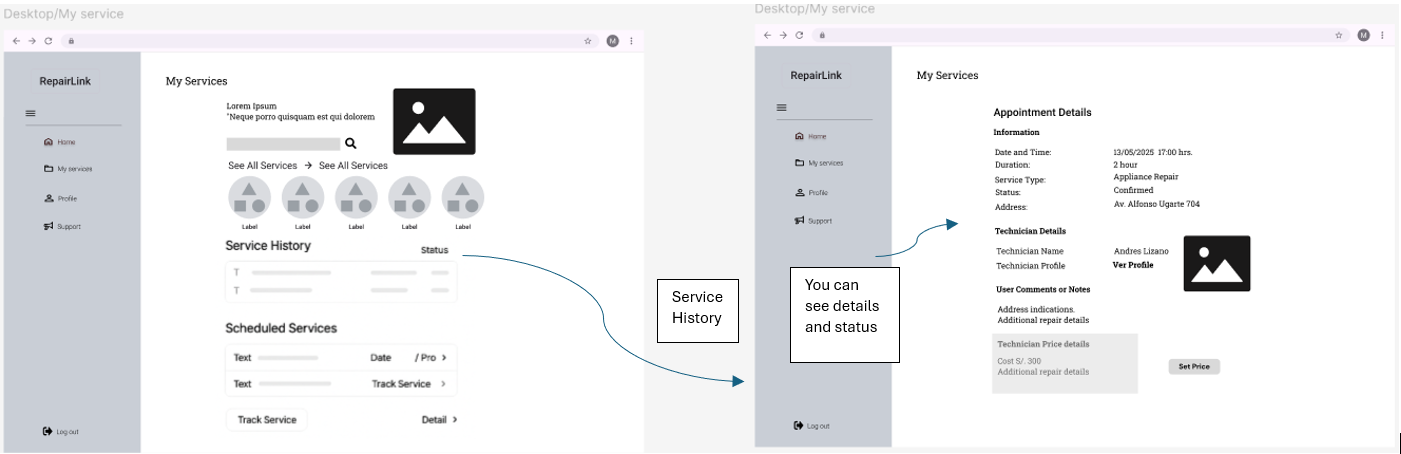 Desktop/My service
M
RepairLink
Home
My services
Profile
Support
Log out
My Services
Lorem Ipsum
"Neque porro quisquam est qui dolorem
See All Services → See All Services
Label Label Label Label Label
Service History
Status
T
T
Scheduled Services
Text Date / Pro >
Text Track Service >
Track Service Detail >
Service
History
Desktop/My service
M
RepairLink
Home
My services
Profile
Support
Log out
You can
see details
and status
My Services
Appointment Details
Information
Date and Time: 13/05/2025 17:00 hrs.
Duration: 2 hour
Service Type: Appliance Repair
Status: Confirmed
Address: Av. Alfonso Ugarte 704
Technician Details
Technician Name Andres Lizano
Technician Profile Ver Profile
User Comments or Notes
Address indications.
Additional repair details
Technician Price details
Cost S/. 300
Additional repair details
Set Price